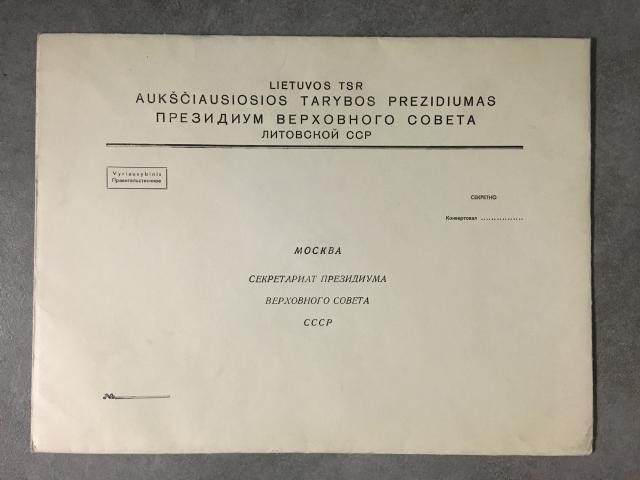 LIETUVOS TSR
AUKŠČIAUSIOSIOS TARYBOS PREZIDIUMAS
ПРЕЗИДИУМ ВЕРХОВНОГО СОВЕТА
ЛИТОВСКОЙ ССР
Vyriausybinis
Правительственное
СЕКРЕТНО
Конвертовал ................
МОСКВА
СЕКРЕТАРИАТ ПРЕЗИДИУМА
ВЕРХОВНОГО СОВЕТА
СССР
№